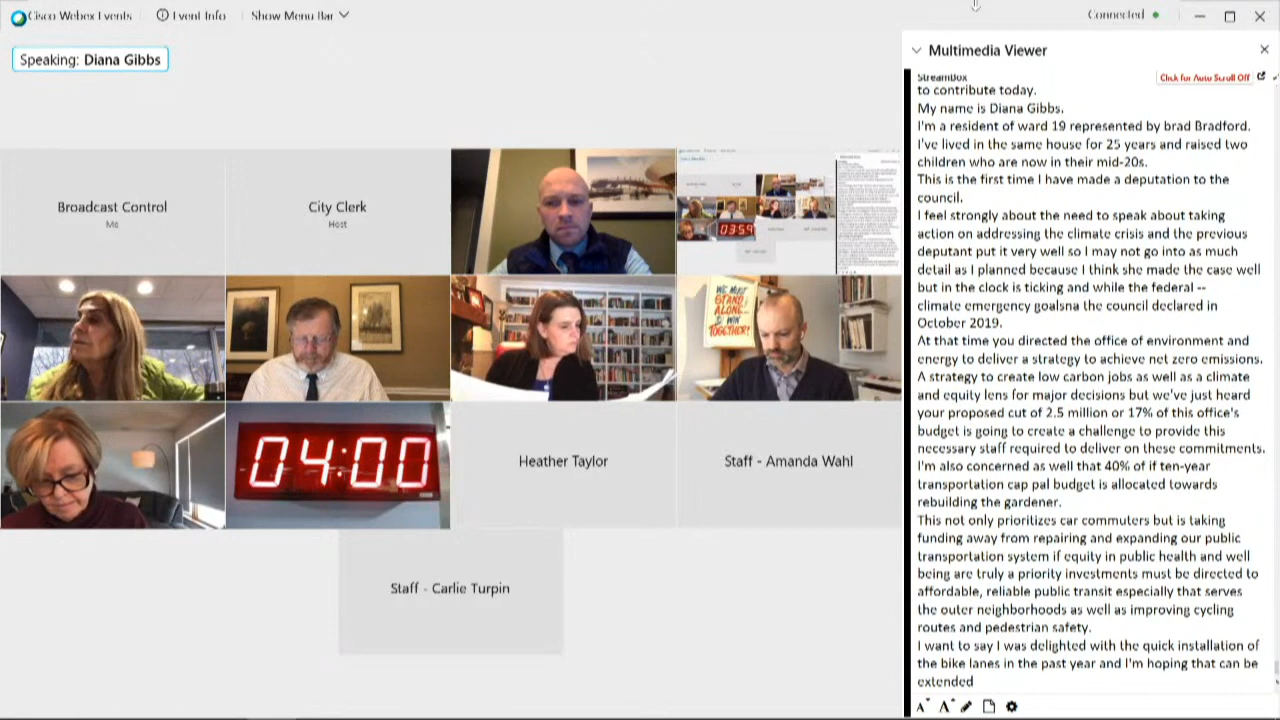 Cisco Webex Events
Event Info
Show Menu Bar
Connected
Speaking: Diana Gibbs
Multimedia Viewer
StreamBox
Click for Auto Scroll Off
to contribute today.
My name is Diana Gibbs.
I'm a resident of ward 19 represented by brad Bradford.
I've lived in the same house for 25 years and raised two
children who are now in their mid-20s.
This is the first time I have made a deputation to the
council.
I feel strongly about the need to speak about taking
action on addressing the climate crisis and the previous
deputant put it very well so I may not go into as much
detail as I planned because I think she made the case well
but in the clock is ticking and while the federal --
climate emergency goalsna the council declared in
October 2019.
At that time you directed the office of environment and
energy to deliver a strategy to achieve net zero emissions.
A strategy to create low carbon jobs as well as a climate
and equity lens for major decisions but we've just heard
your proposed cut of 2.5 million or 17% of this office's
budget is going to create a challenge to provide this
necessary staff required to deliver on these commitments.
I'm also concerned as well that 40% of if ten-year
transportation cap pal budget is allocated towards
rebuilding the gardener.
This not only prioritizes car commuters but is taking
funding away from repairing and expanding our public
transportation system if equity in public health and well
being are truly a priority investments must be directed to
affordable, reliable public transit especially that serves
the outer neighborhoods as well as improving cycling
routes and pedestrian safety.
I want to say I was delighted with the quick installation of
the bike lanes in the past year and I'm hoping that can be
extended
Broadcast Cons
Me
City Clerk
Host
03:59
WE MUST
STAND
ALONE...
WIN
TOGETHER!
04:00
Heather Taylor
Staff - Amanda Wahl
Staff - Carlie Turpin